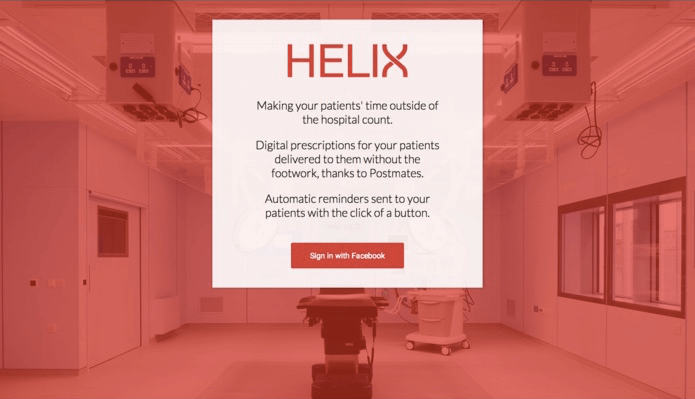 HELIX
Making your patients' time outside of
the hospital count.
Digital prescriptions for your patients
delivered to them without the
footwork, thanks to Postmates.
Automatic reminders sent to your
patients with the click of a button.
Sign in with Facebook